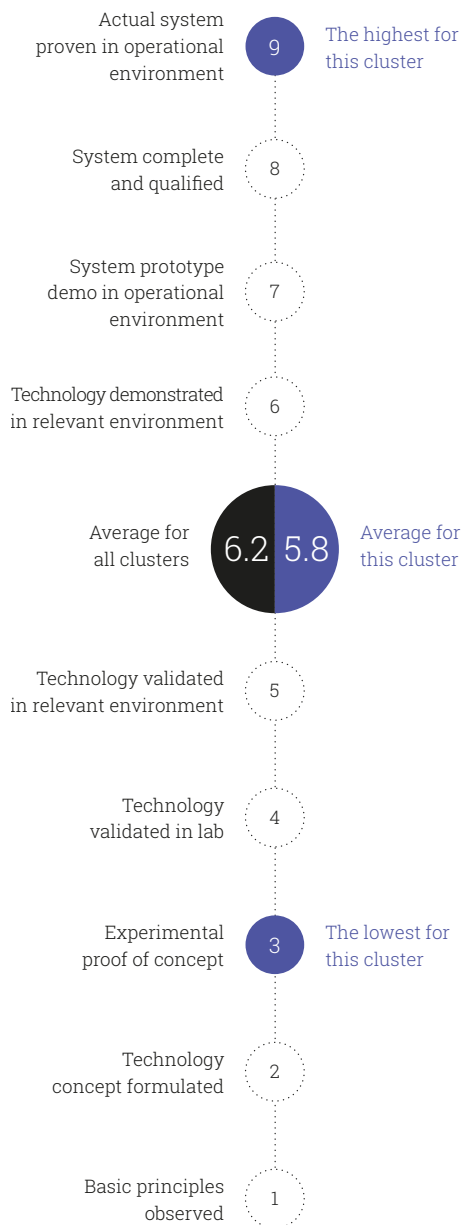 Actual system
proven in operational
environment
9
The highest for
this cluster
System complete
and qualified
8
System prototype
demo in operational
environment
7
Technology demonstrated
in relevant environment
6
Average for
all clusters
6.2
5.8
Average for
this cluster
Technology validated
in relevant environment
5
Technology
validated in lab
4
Experimental
proof of concept
3
The lowest for
this cluster
Technology
concept formulated
2
Basic principles
observed
1